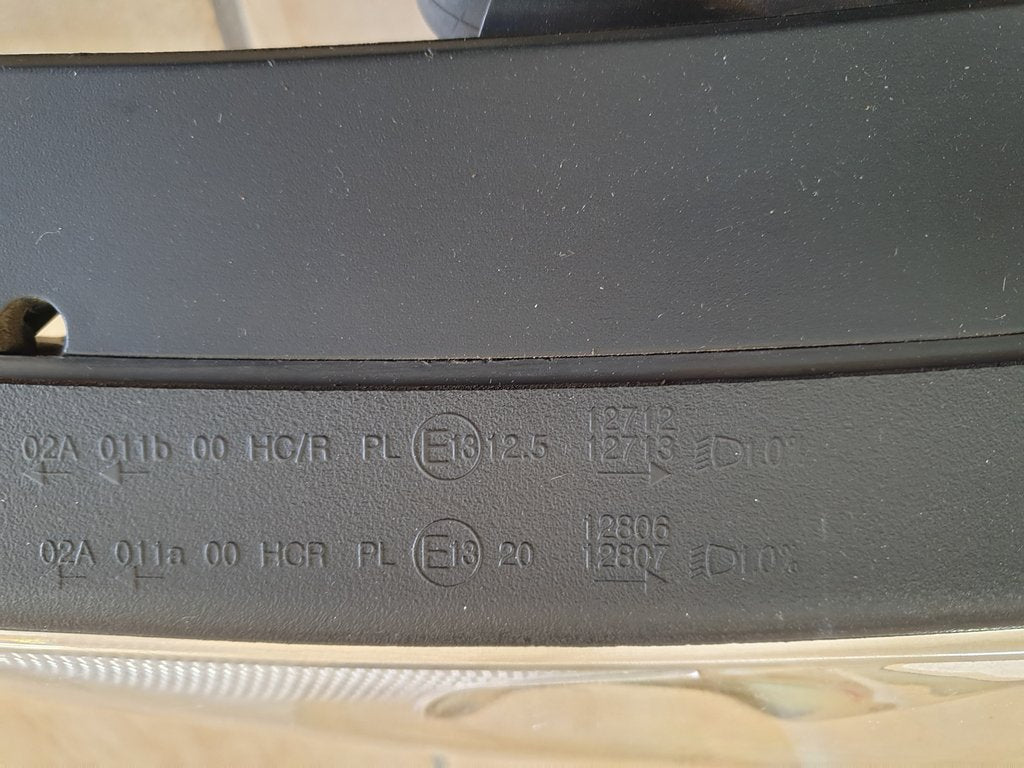 12712
02A 011b 00 HC/R PL E13 12.5 12713 1.0%
12806
02A 011a 00 HCR PL E13 20 12807 1.0%